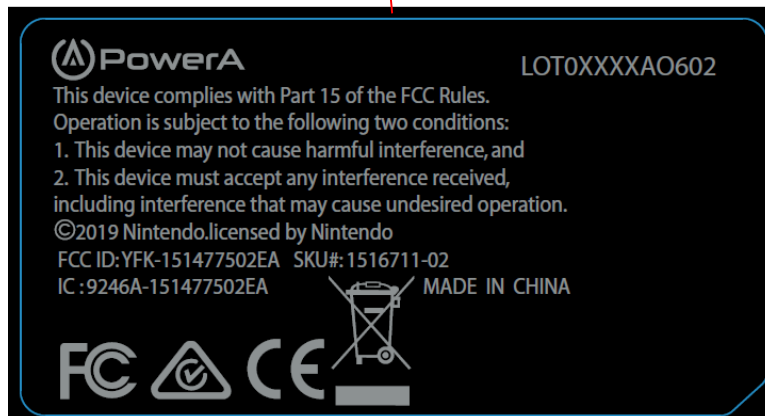 PowerA
LOT0XXXXAO602
This device complies with Part 15 of the FCC Rules.
Operation is subject to the following two conditions:
1. This device may not cause harmful interference, and
2. This device must accept any interference received,
including interference that may cause undesired operation.
©2019 Nintendo.licensed by Nintendo
FCC ID:YFK-151477502EA SKU#:1516711-02
IC :9246A-151477502EA MADE IN CHINA
FC CE